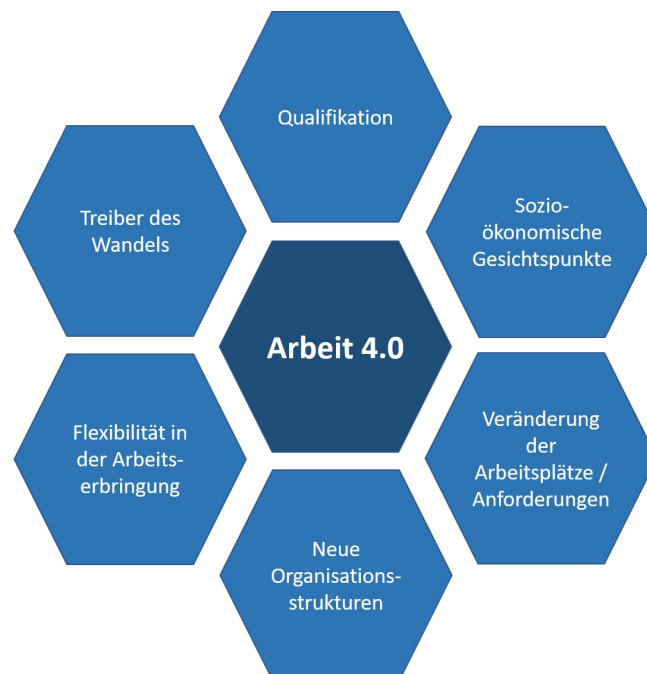 Qualifikation
Sozio-
ökonomische
Gesichtspunkte
Treiber des
Wandels
Arbeit 4.0
Flexibilität in
der Arbeits-
erbringung
Veränderung
der
Arbeitsplätze /
Anforderungen
Neue
Organisations-
strukturen